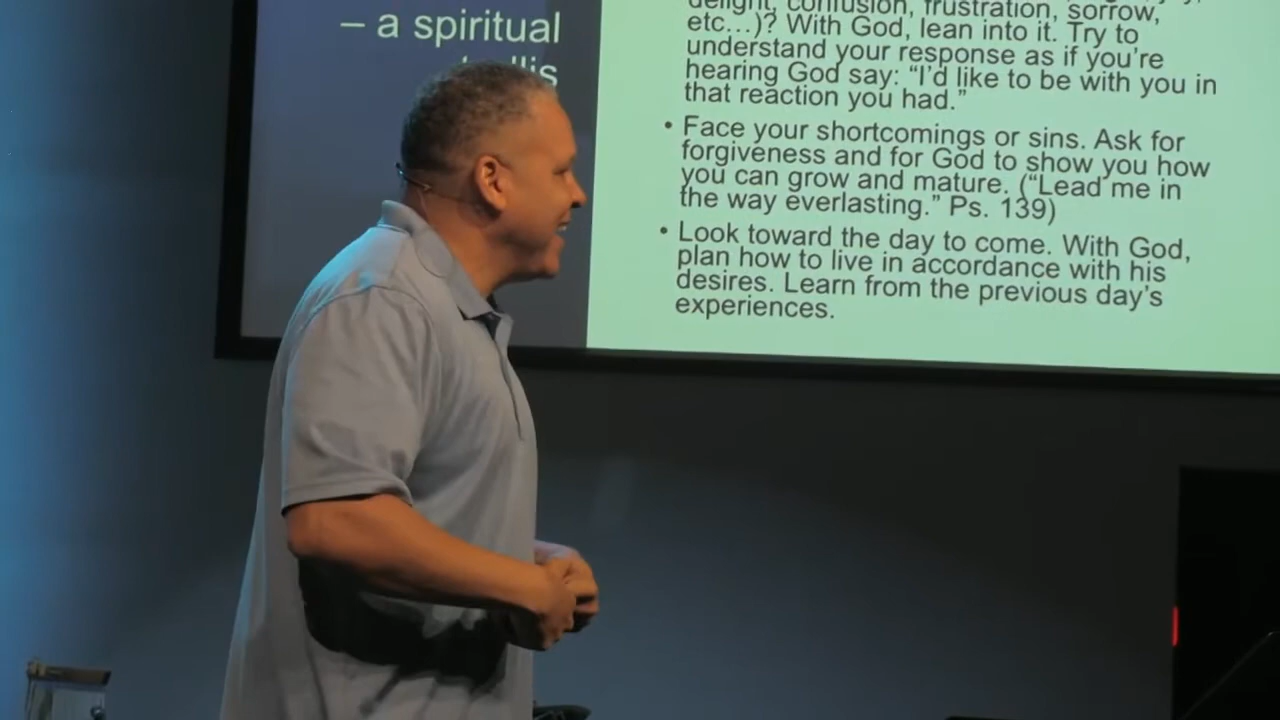 – a spiritual
delight, confusion, frustration, sorrow,
etc…)? With God, lean into it. Try to
understand your response as if you're
hearing God say: “I'd like to be with you in
that reaction you had.”
• Face your shortcomings or sins. Ask for
forgiveness and for God to show you how
you can grow and mature. (“Lead me in
the way everlasting.” Ps. 139)
• Look toward the day to come. With God,
plan how to live in accordance with his
desires. Learn from the previous day's
experiences.